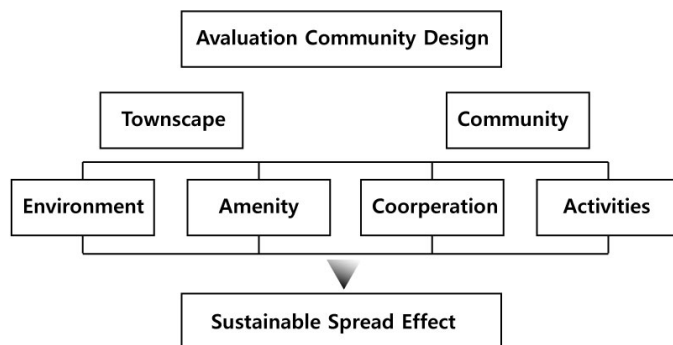 Avaluation Community Design
Townscape
Community
Environment
Amenity
Coorperation
Activities
Sustainable Spread Effect